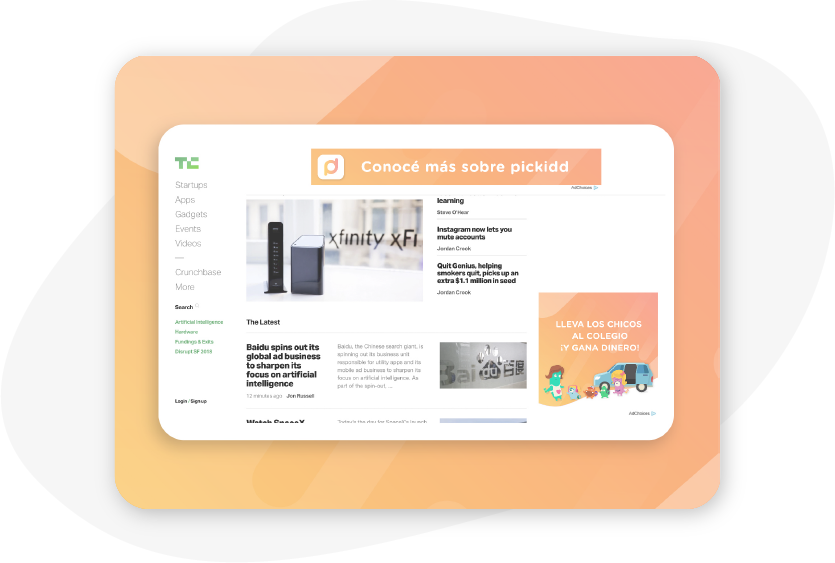 TC
Conocé más sobre pickidd
AdChoices
Startups
Apps
Gadgets
Events
Videos
—
Crunchbase
More
Search
Artificial Intelligence
Hardware
Fundings & Exits
Disrupt SF 2018
Login / Sign up
xfinity xFi
learning
Steve O'Hear
Instagram now lets you
mute accounts
Jordan Crook
Quit Genius, helping
smokers quit, picks up an
extra $1.1 million in seed
Jordan Crook
The Latest
Baidu spins out its
global ad business
to sharpen its
focus on artificial
intelligence
12 minutes ago Jon Russell
Baidu, the Chinese search giant, is
spinning out its business unit
responsible for utility apps and its
mobile ad business to sharpen its
focus on artificial intelligence. As
part of the spin-out, ...
Bai du 百度
Watch SpaceX
Today's the day for SpaceX's launch
LLEVA LOS CHICOS
AL COLEGIO
¡Y GANA DINERO!
AdChoices